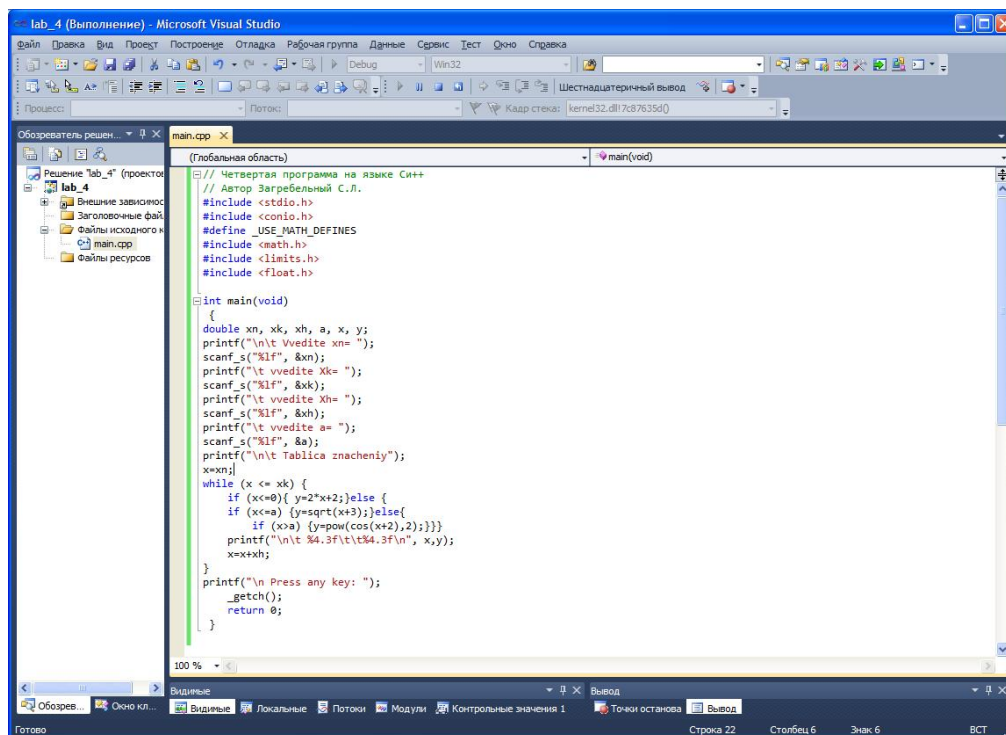 lab_4 (Выполнение) - Microsoft Visual Studio
Файл Правка Вид Проект Построение Отладка Рабочая группа Данные Сервис Тест Окно Справка
Debug Win32
Шестнадцатеричный вывод
Процесс: Поток: Кадр стека: kernel32.dll!7c87635d()
Обозреватель решен...
main.cpp
(Глобальная область) main(void)
Решение "lab_4" (проектов
lab_4
Внешние зависимос
Заголовочные фай
Файлы исходного к
main.cpp
Файлы ресурсов
// Четвертая программа на языке Си++
// Автор Загребельный С.Л.
#include <stdio.h>
#include <conio.h>
#define _USE_MATH_DEFINES
#include <math.h>
#include <limits.h>
#include <float.h>
int main(void)
{
double xn, xk, xh, a, x, y;
printf("\n\t Vvedite xn= ");
scanf_s("%lf", &xn);
printf("\t vvedite Xk= ");
scanf_s("%lf", &xk);
printf("\t vvedite Xh= ");
scanf_s("%lf", &xh);
printf("\t vvedite a= ");
scanf_s("%lf", &a);
printf("\n\t Tablica znacheniy");
x=xn;
while (x <= xk) {
if (x<=0){ y=2*x+2;}else {
if (x<=a) {y=sqrt(x+3);}else{
if (x>a) {y=pow(cos(x+2),2);}}}
printf("\n\t %4.3f\t\t%4.3f\n", x,y);
x=x+xh;
}
printf("\n Press any key: ");
_getch();
return 0;
}
100 %
Видимые Вывод
Обозрев... Окно кл... Видимые Локальные Потоки Модули Контрольные значения 1 Точки останова Вывод
Готово Строка 22 Столбец 6 Знак 6 ВСТ